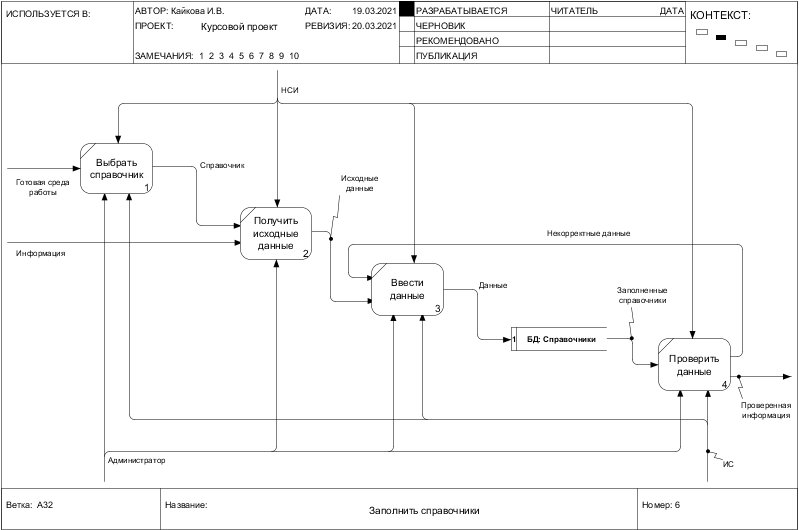 ИСПОЛЬЗУЕТСЯ В:
АВТОР: Кайкова И.В.
ДАТА: 19.03.2021
ПРОЕКТ: Курсовой проект
РЕВИЗИЯ: 20.03.2021
ЗАМЕЧАНИЯ: 1 2 3 4 5 6 7 8 9 10
РАЗРАБАТЫВАЕТСЯ
ЧЕРНОВИК
РЕКОМЕНДОВАНО
ПУБЛИКАЦИЯ
ЧИТАТЕЛЬ
ДАТА
КОНТЕКСТ:
НСИ
Выбрать
справочник
1
Готовая среда
работы
Справочник
Исходные
данные
Получить
исходные
данные
2
Информация
Некорректные данные
Ввести
данные
3
Данные
Заполненные
справочники
1 БД: Справочники
Проверить
данные
4
Проверенная
информация
Администратор
ИС
Ветка: А32
Название:
Заполнить справочники
Номер: 6